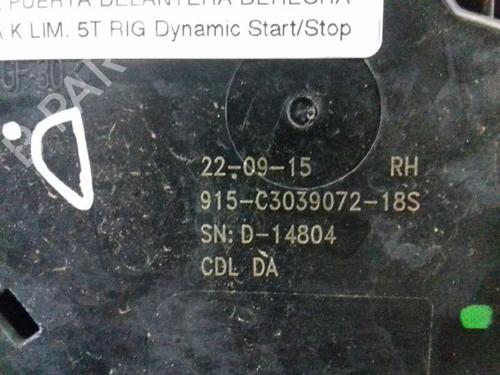 PUERTA DELANTERA DERECHA
A K LIM. 5T RIG Dynamic Start/Stop
22-09-15 RH
915-C3039072-18S
SN: D-14804
CDL DA